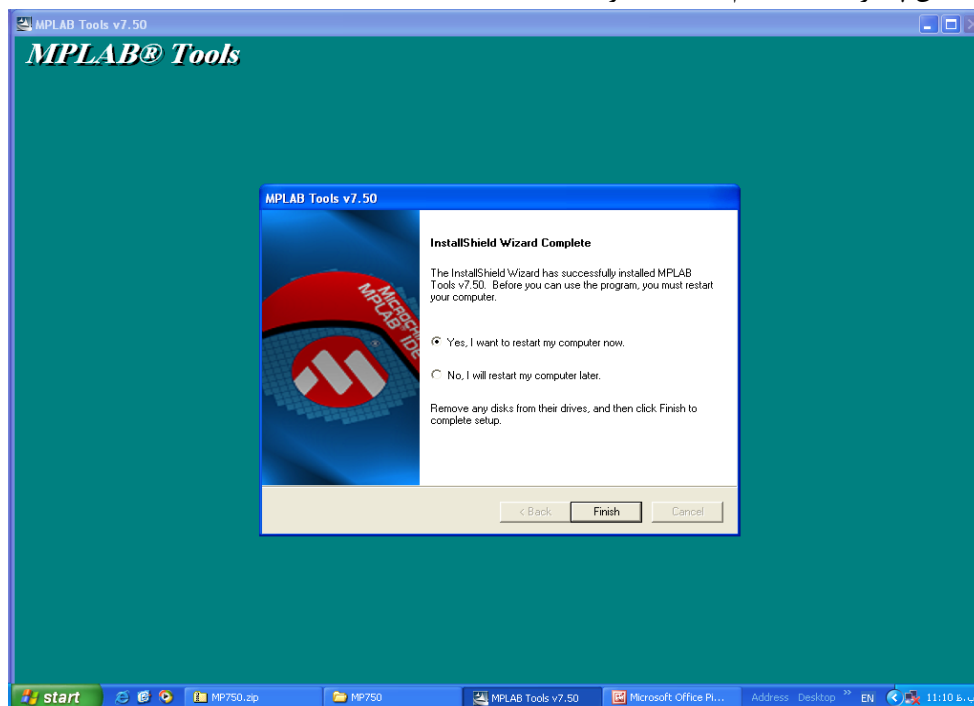 MPLAB Tools v7.50
MPLAB® Tools
MPLAB Tools v7.50
InstallShield Wizard Complete
The InstallShield Wizard has successfully installed MPLAB
Tools v7.50. Before you can use the program, you must restart
your computer.
MICROCHIP
MPLAB® IDE
Yes, I want to restart my computer now.
No, I will restart my computer later.
Remove any disks from their drives, and then click Finish to
complete setup.
< Back Finish Cancel
start MP750.zip MP750 MPLAB Tools v7.50 Microsoft Office Pi... Address Desktop » EN 11:10